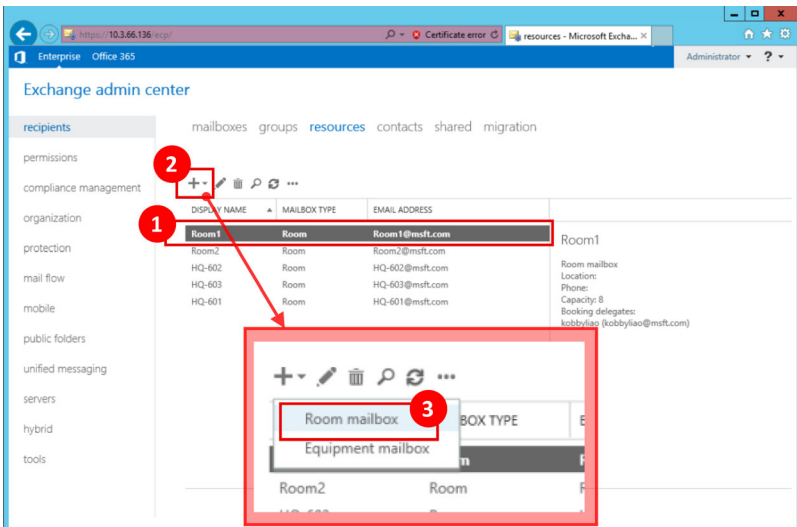 https://10.3.66.136/ecp/
Certificate error
resources - Microsoft Excha...
Enterprise Office 365
Administrator ?
Exchange admin center
recipients
permissions
compliance management
organization
protection
mail flow
mobile
public folders
unified messaging
servers
hybrid
tools
mailboxes groups resources contacts shared migration
2
1
DISPLAY NAME MAILBOX TYPE EMAIL ADDRESS
Room1 Room Room1@msft.com
Room2 Room Room2@msft.com
HQ-602 Room HQ-602@msft.com
HQ-603 Room HQ-603@msft.com
HQ-601 Room HQ-601@msft.com
Room1
Room mailbox
Location:
Phone:
Capacity: 8
Booking delegates:
kobbyliao (kobbyliao@msft.com)
3
Room mailbox
BOX TYPE
Equipment mailbox
Room2 Room